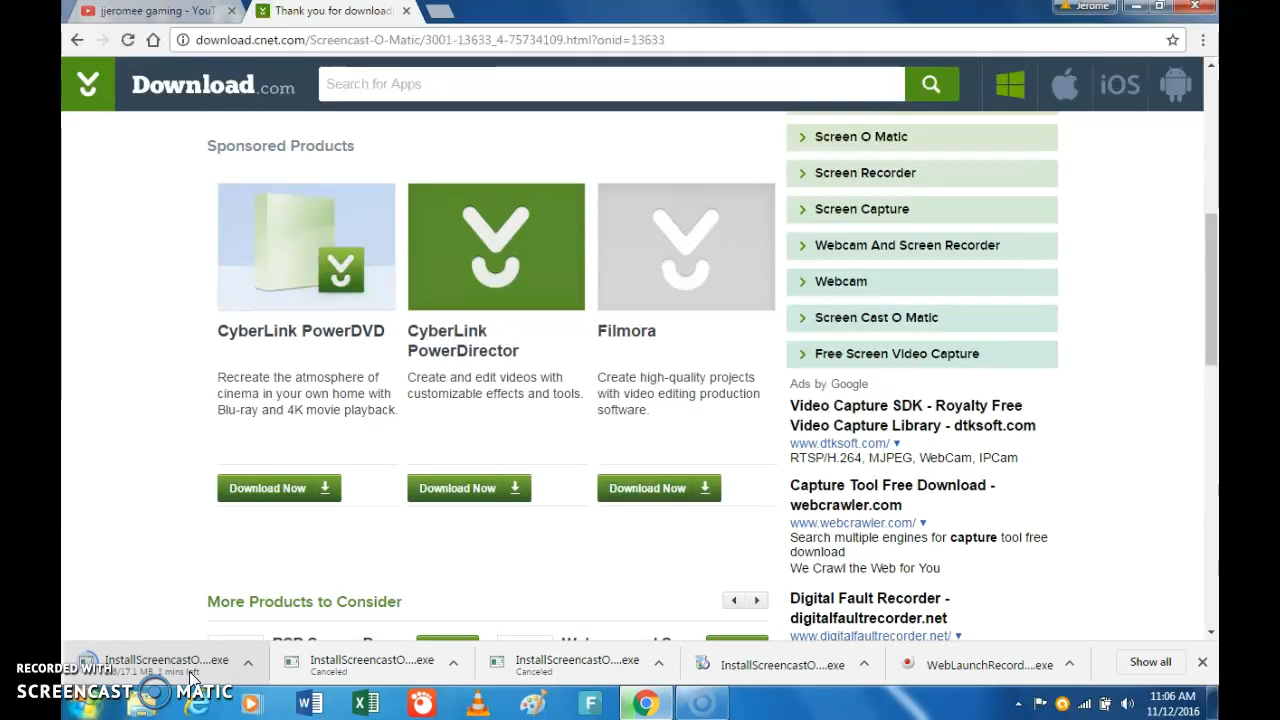 jjeromee gaming - YouT
Thank you for download
Jerome
download.cnet.com/Screencast-O-Matic/3001-13633_4-75734109.html?onid=13633
Download.com
Search for Apps
iOS
Sponsored Products
CyberLink PowerDVD
Recreate the atmosphere of
cinema in your own home with
Blu-ray and 4K movie playback.
Download Now
CyberLink
PowerDirector
Create and edit videos with
customizable effects and tools.
Download Now
Filmora
Create high-quality projects
with video editing production
software.
Download Now
More Products to Consider
Screen O Matic
Screen Recorder
Screen Capture
Webcam And Screen Recorder
Webcam
Screen Cast O Matic
Free Screen Video Capture
Ads by Google
Video Capture SDK - Royalty Free
Video Capture Library - dtksoft.com
www.dtksoft.com/
RTSP/H.264, MJPEG, WebCam, IPCam
Capture Tool Free Download -
webcrawler.com
www.webcrawler.com/
Search multiple engines for capture tool free
download
We Crawl the Web for You
Digital Fault Recorder -
digitalfaultrecorder.net
www.digitalfaultrecorder.net/
InstallScreencastO....exe
/17.1 MB, 2 mins left
InstallScreencastO....exe
Canceled
InstallScreencastO....exe
Canceled
InstallScreencastO....exe
WebLaunchRecord....exe
Show all
RECORDED WITH
SCREENCAST MATIC
11:06 AM
11/12/2016